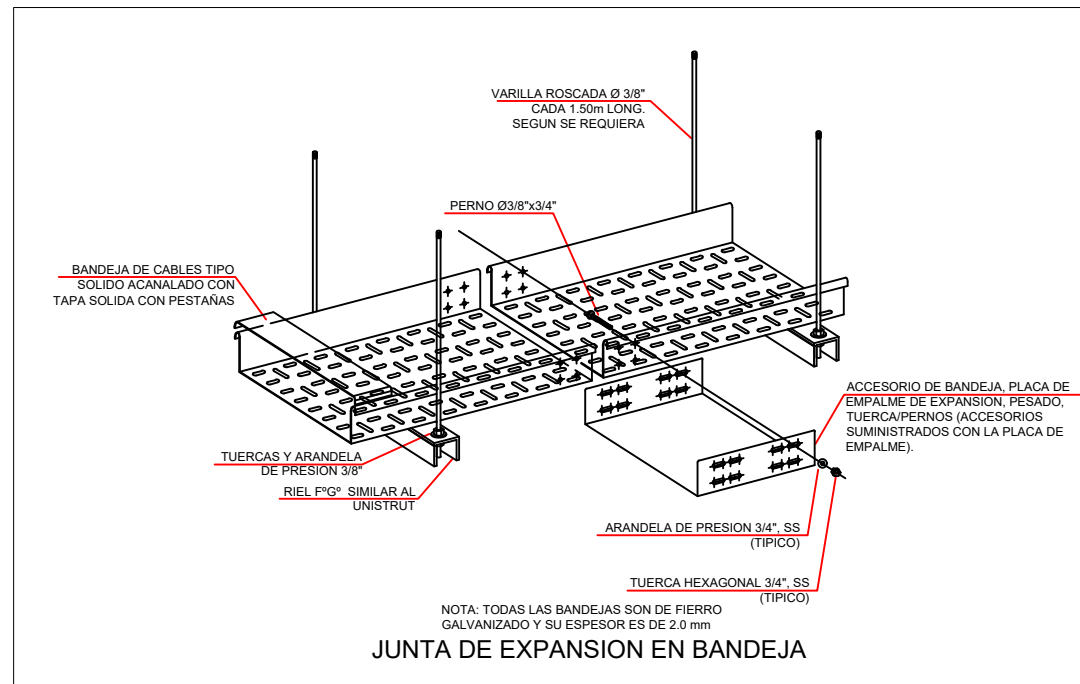 VARILLA ROSCADA Ø 3/8"
CADA 1.50m LONG.
SEGUN SE REQUIERA
PERNO Ø3/8"x3/4"
BANDEJA DE CABLES TIPO
SOLIDO ACANALADO CON
TAPA SOLIDA CON PESTAÑAS
ACCESORIO DE BANDEJA, PLACA DE
EMPALME DE EXPANSION, PESADO,
TUERCA/PERNOS (ACCESORIOS
SUMINISTRADOS CON LA PLACA DE
EMPALME).
TUERCAS Y ARANDELA
DE PRESION 3/8"
RIEL FºGº SIMILAR AL
UNISTRUT
ARANDELA DE PRESION 3/4", SS
(TIPICO)
TUERCA HEXAGONAL 3/4", SS
(TIPICO)
NOTA: TODAS LAS BANDEJAS SON DE FIERRO
GALVANIZADO Y SU ESPESOR ES DE 2.0 mm
JUNTA DE EXPANSION EN BANDEJA